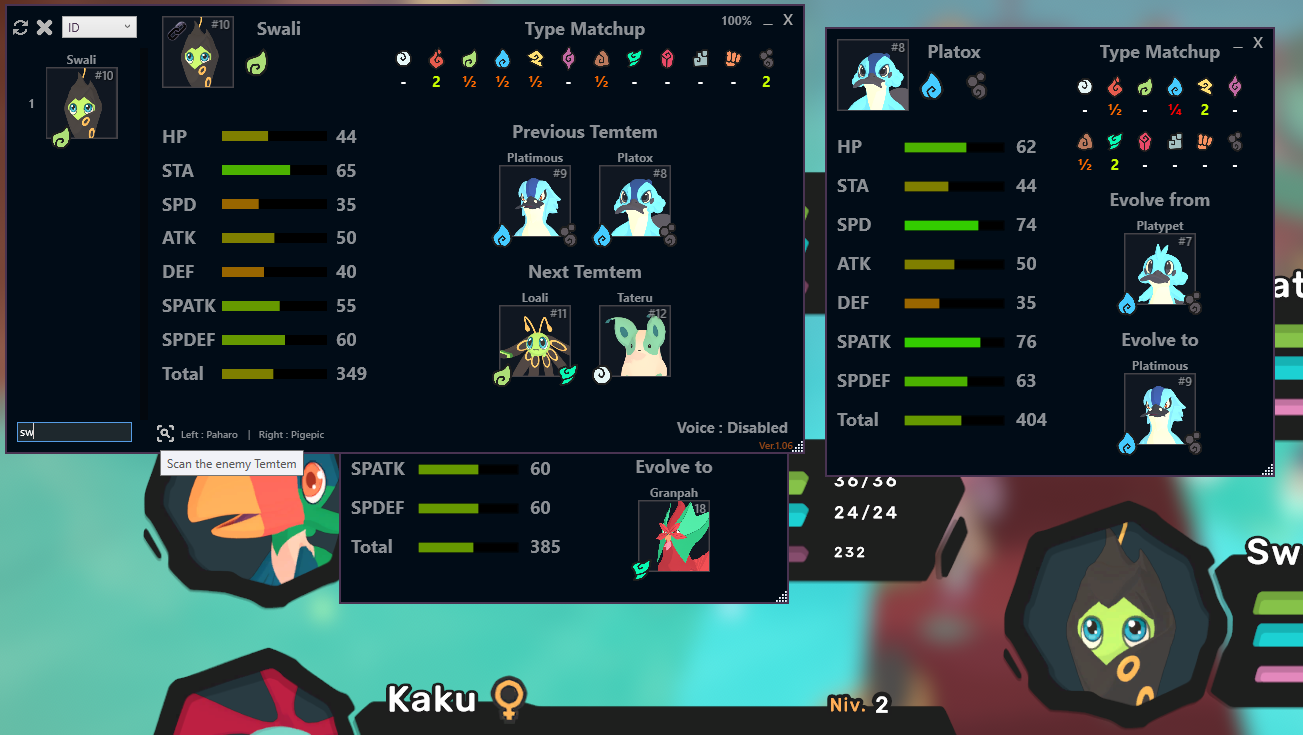 ID
Swali
#10
1
sw
#10
Swali
Type Matchup
100%
_ X
- 2 ½ ½ ½ - ½ - - - - 2
HP 44
STA 65
SPD 35
ATK 50
DEF 40
SPATK 55
SPDEF 60
Total 349
Previous Temtem
Platimous Platox
#9 #8
Next Temtem
Loali Tateru
#11 #12
Left : Paharo | Right : Pigepic
Voice : Disabled
Ver.1.06
Scan the enemy Temtem
#8
Platox
Type Matchup
_ X
- ½ - ¼ 2 -
½ 2 - - - -
HP 62
STA 44
SPD 74
ATK 50
DEF 35
SPATK 76
SPDEF 63
Total 404
Evolve from
Platypet
#7
Evolve to
Platimous
#9
SPATK 60
SPDEF 60
Total 385
Evolve to
Granpah
18
36/36
24/24
232
at
Sw
Kaku
Niv. 2